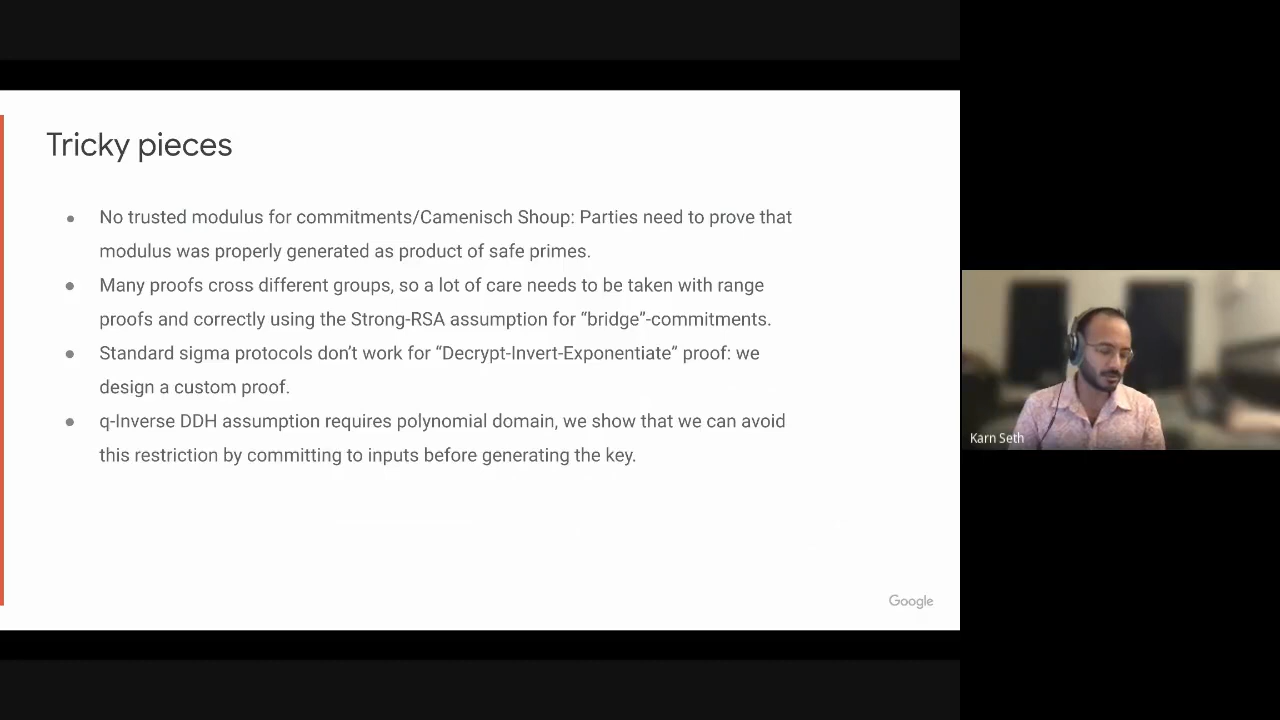 Tricky pieces
● No trusted modulus for commitments/Camenisch Shoup: Parties need to prove that
modulus was properly generated as product of safe primes.
● Many proofs cross different groups, so a lot of care needs to be taken with range
proofs and correctly using the Strong-RSA assumption for “bridge”-commitments.
● Standard sigma protocols don’t work for “Decrypt-Invert-Exponentiate” proof: we
design a custom proof.
● q-Inverse DDH assumption requires polynomial domain, we show that we can avoid
this restriction by committing to inputs before generating the key.
Google
Karn Seth